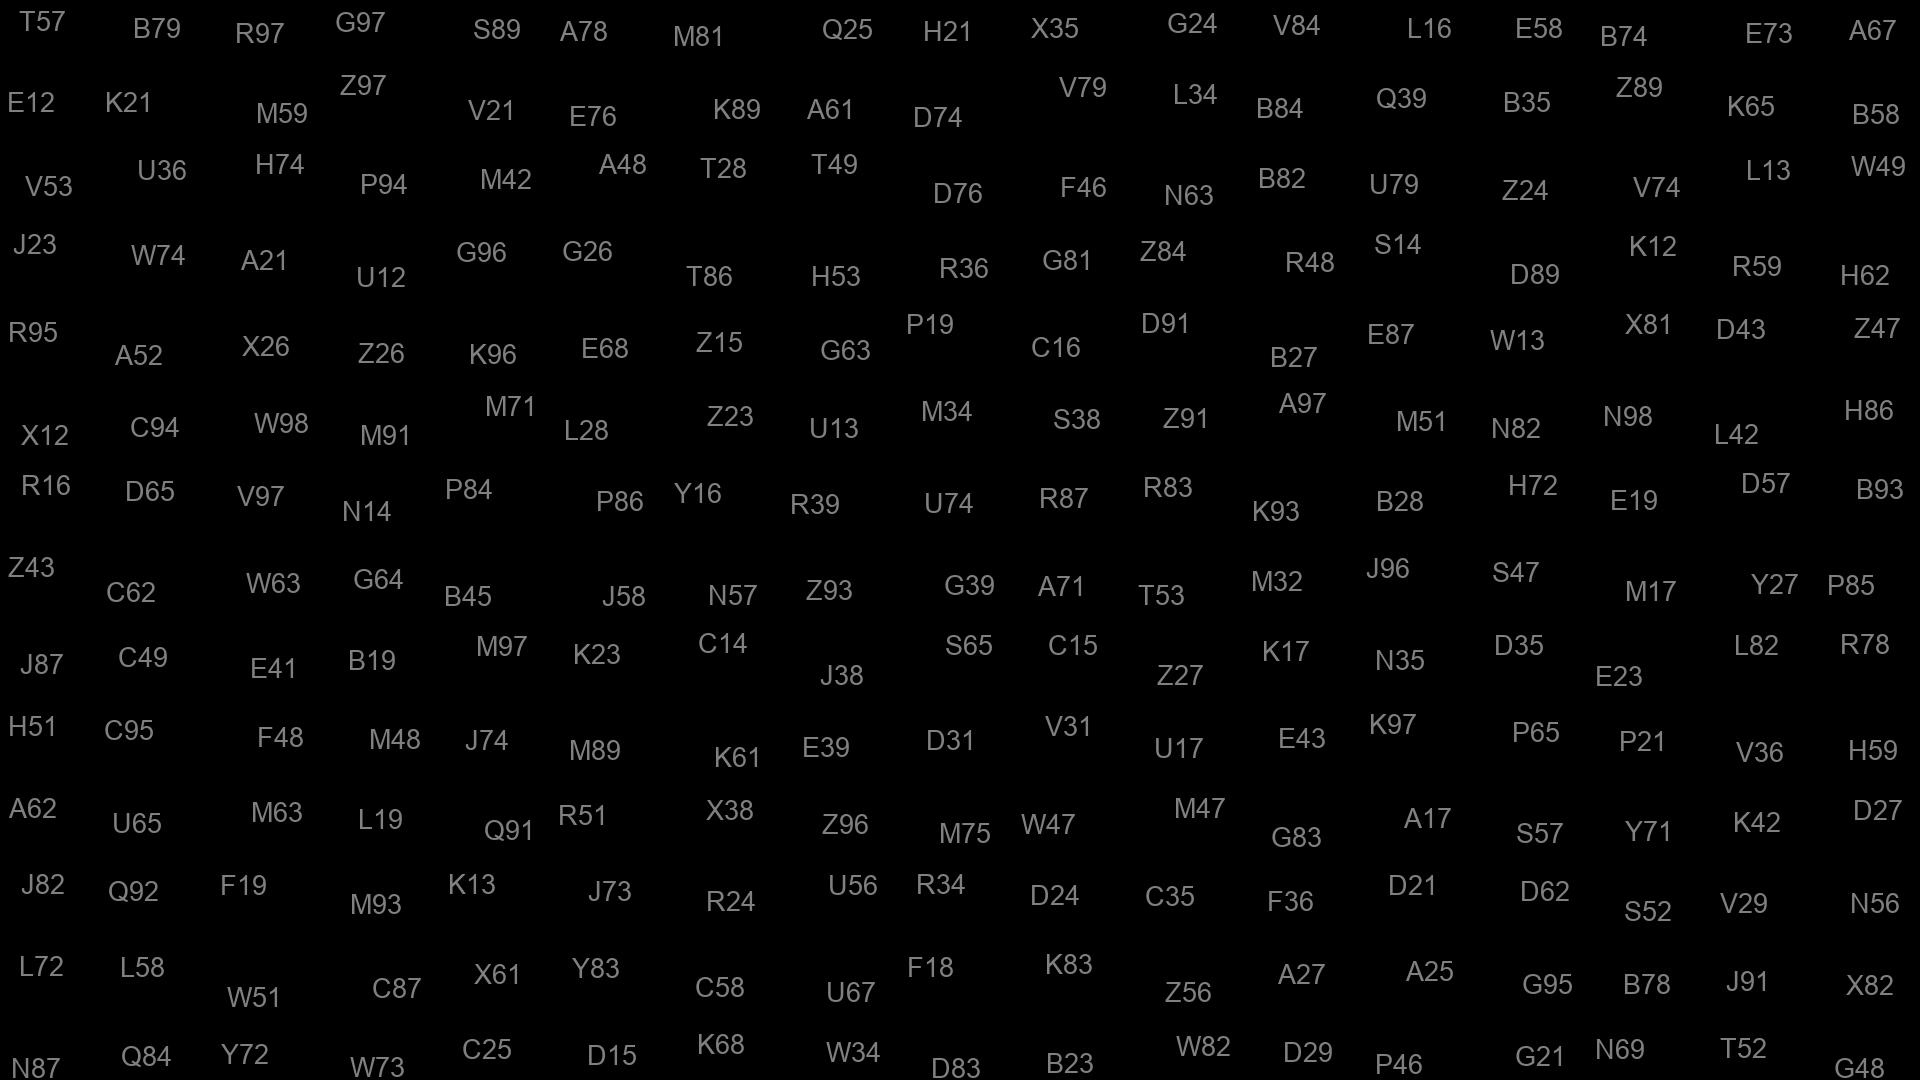 T57 B79 R97 G97 S89 A78 M81 Q25 H21 X35 G24 V84 L16 E58 B74 E73 A67
E12 K21 M59 Z97 V21 E76 K89 A61 D74 V79 L34 B84 Q39 B35 Z89 K65 B58
V53 U36 H74 P94 M42 A48 T28 T49 D76 F46 N63 B82 U79 Z24 V74 L13 W49
J23 W74 A21 U12 G96 G26 T86 H53 R36 G81 Z84 R48 S14 D89 K12 R59 H62
R95 A52 X26 Z26 K96 E68 Z15 G63 P19 C16 D91 B27 E87 W13 X81 D43 Z47
X12 C94 W98 M91 M71 L28 Z23 U13 M34 S38 Z91 A97 M51 N82 N98 L42 H86
R16 D65 V97 N14 P84 P86 Y16 R39 U74 R87 R83 K93 B28 H72 E19 D57 B93
Z43 C62 W63 G64 B45 J58 N57 Z93 G39 A71 T53 M32 J96 S47 M17 Y27 P85
J87 C49 E41 B19 M97 K23 C14 J38 S65 C15 Z27 K17 N35 D35 E23 L82 R78
H51 C95 F48 M48 J74 M89 K61 E39 D31 V31 U17 E43 K97 P65 P21 V36 H59
A62 U65 M63 L19 Q91 R51 X38 Z96 M75 W47 M47 G83 A17 S57 Y71 K42 D27
J82 Q92 F19 M93 K13 J73 R24 U56 R34 D24 C35 F36 D21 D62 S52 V29 N56
L72 L58 W51 C87 X61 Y83 C58 U67 F18 K83 Z56 A27 A25 G95 B78 J91 X82
N87 Q84 Y72 W73 C25 D15 K68 W34 D83 B23 W82 D29 P46 G21 N69 T52 G48